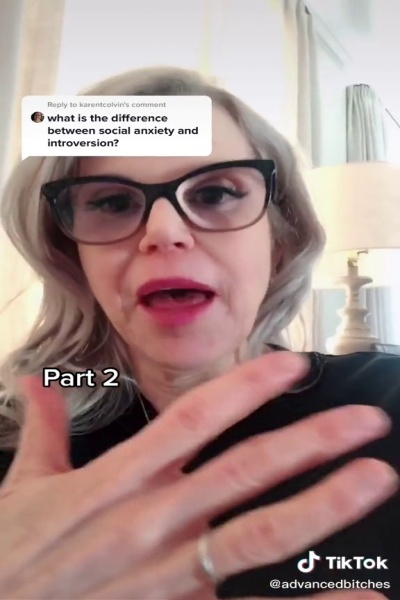 Reply to karentcolvin's comment
what is the difference
between social anxiety and
introversion?
Part 2
TikTok
@advancedbitches